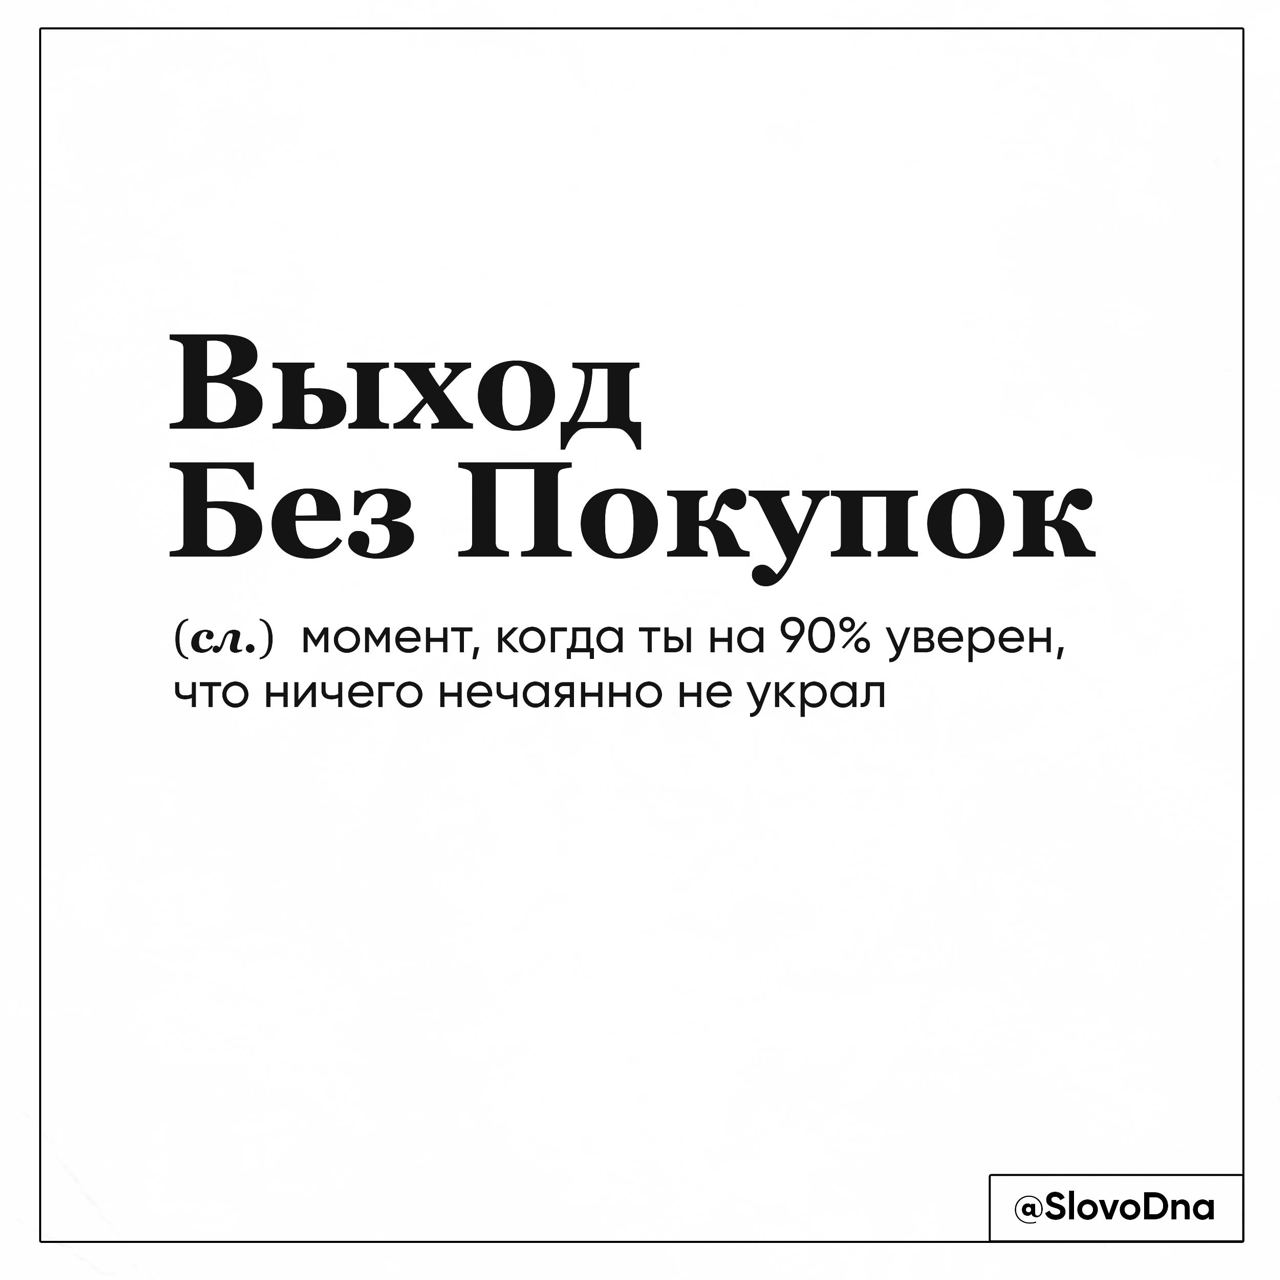 Выход
Без Покупок
(сл.) момент, когда ты на 90% уверен,
что ничего нечаянно не украл
@SlovoDna